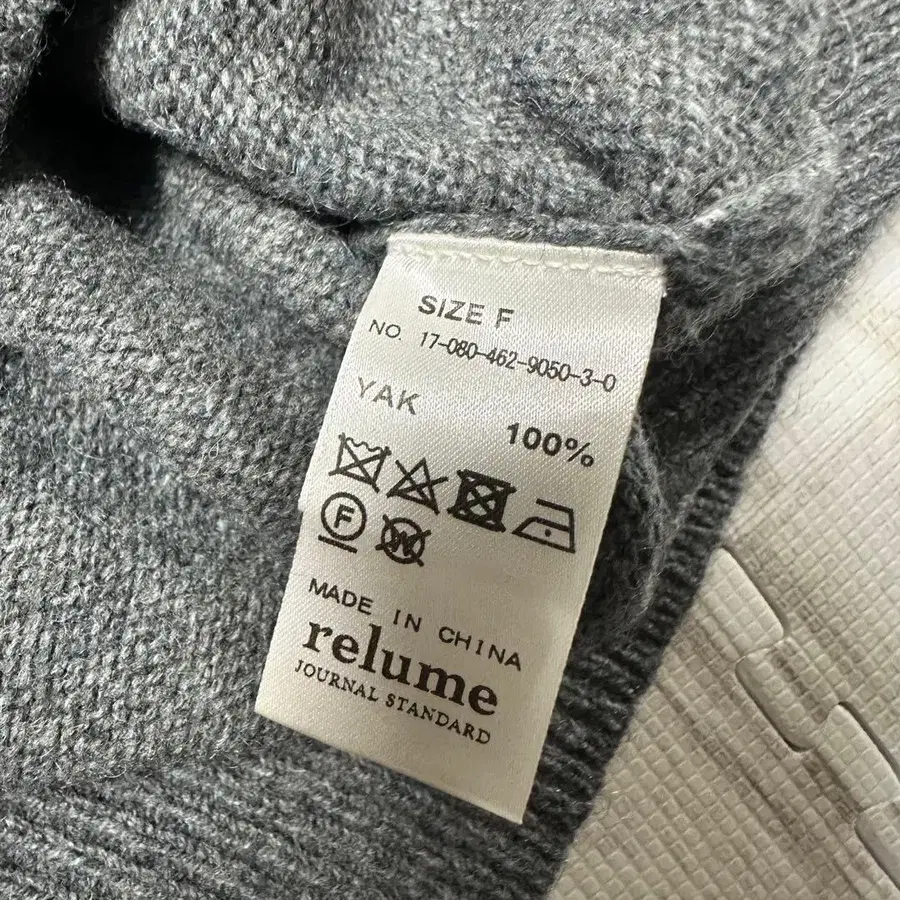 SIZE F
NO. 17-080-462-9050-3-0
YAK 100%
F W
MADE IN CHINA
relume
JOURNAL STANDARD